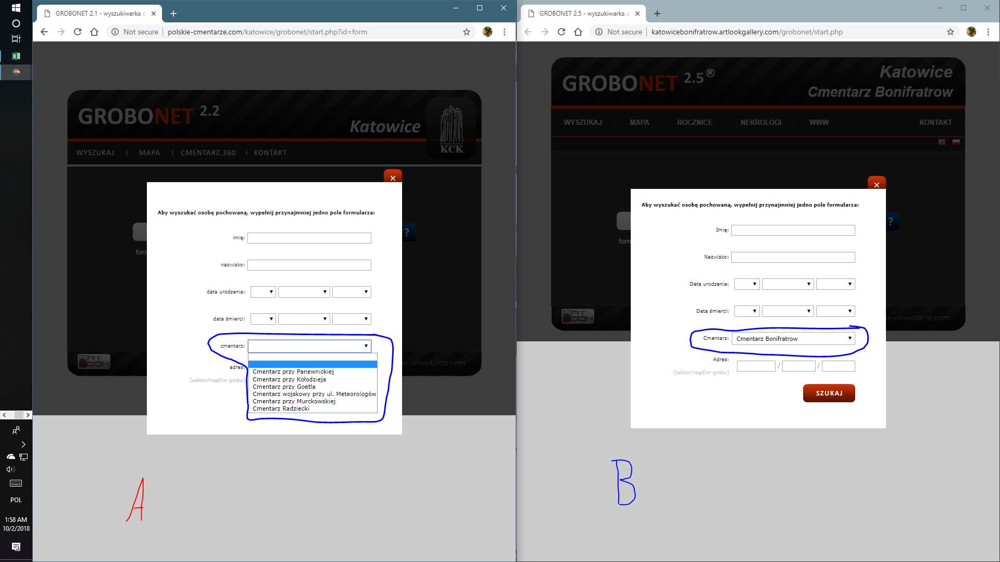 GROBONET 2.1 - wyszukiwarka o
Not secure | polskie-cmentarze.com/katowice/grobonet/start.php?id=form
GROBONET 2.2
Katowice
KCK
WYSZUKAJ | MAPA | CMENTARZ.360 | KONTAKT
×
Aby wyszukać osobę pochowaną, wypełnij przynajmniej jedno pole formularza:
?
imię:
form
nazwisko:
data urodzenia:
data śmierci:
cmentarz:
ART
LOOK
ie-cmentarze.com
adres:
(sektor/rząd/nr grobu)
Cmentarz przy Panewnickiej
Cmentarz przy Kołodzieja
Cmentarz przy Goetla
Cmentarz wojskowy przy ul. Meteorologów
Cmentarz przy Murckowskiej
Cmentarz Radziecki
A
GROBONET 2.5 - wyszukiwarka o
Not secure | katowicebonifratrow.artlookgallery.com/grobonet/start.php
GROBONET 2.5®
Katowice
Cmentarz Bonifratrow
WYSZUKAJ | MAPA | ROCZNICE | NEKROLOGI | WWW | KONTAKT
×
Aby wyszukać osobę pochowaną, wypełnij przynajmniej jedno pole formularza:
?
Imię:
form
Nazwisko:
Data urodzenia:
Data śmierci:
ART
LOOK
ie-cmentarze.com
Cmentarz: Cmentarz Bonifratrow
Adres: / /
(sektor/rząd/nr grobu)
SZUKAJ
B
POL
1:58 AM
10/2/2018